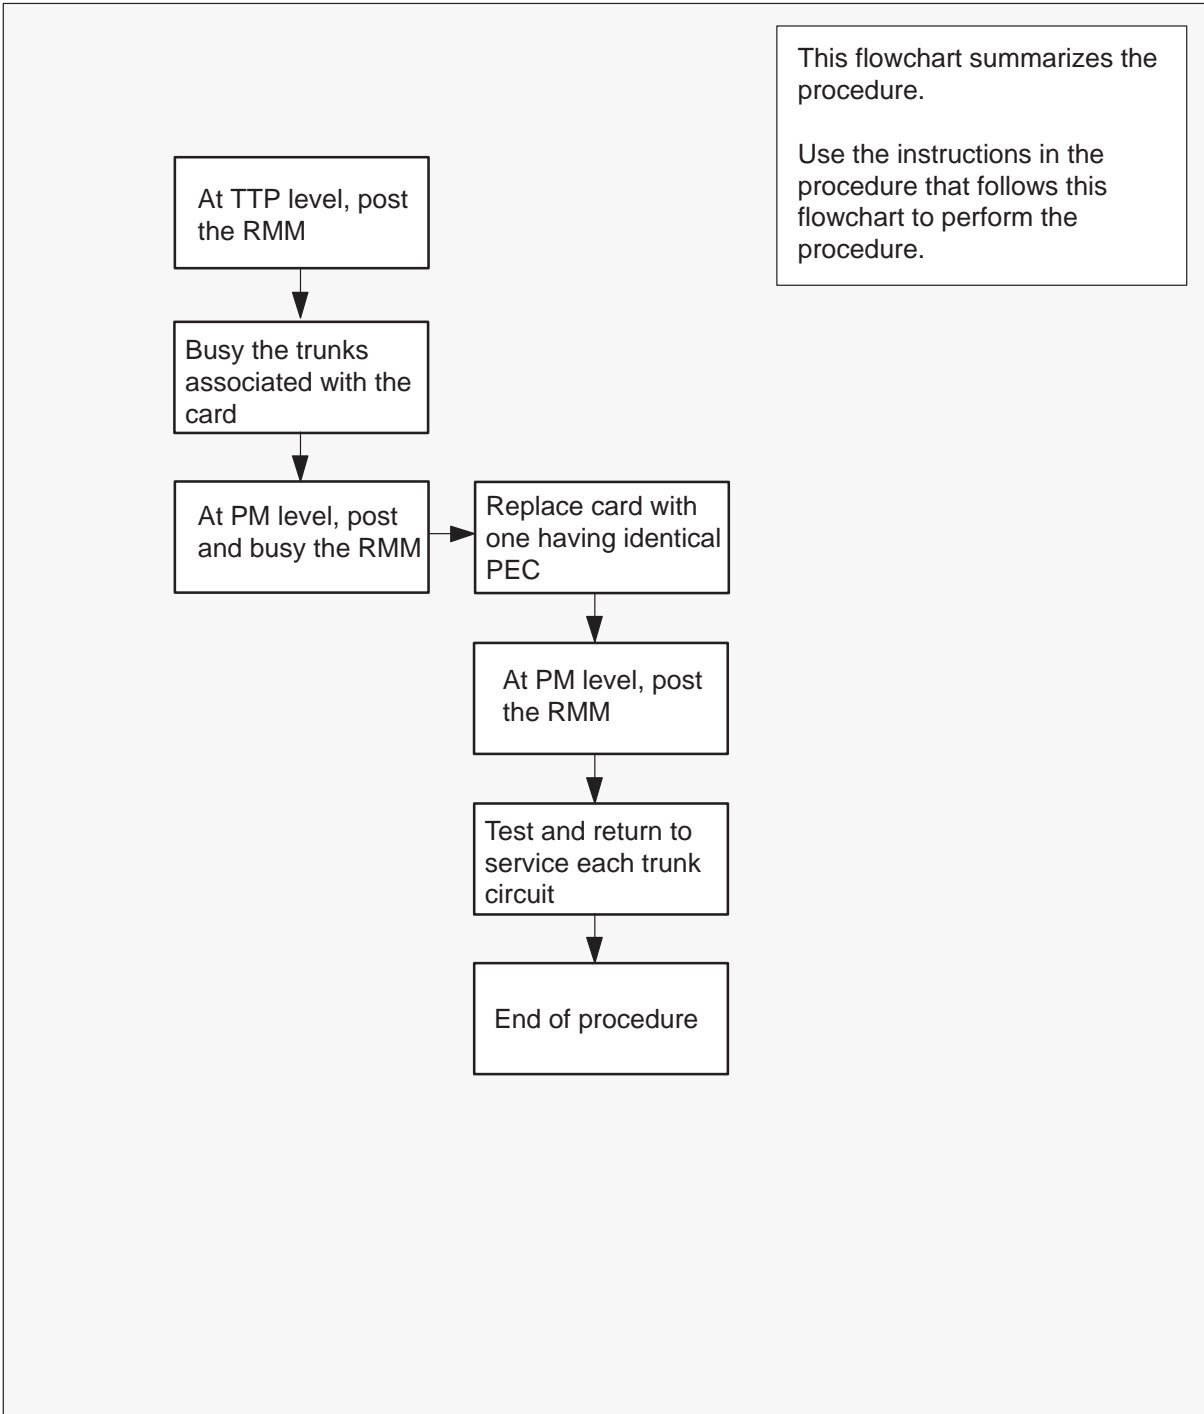 This flowchart summarizes the
procedure.
Use the instructions in the
procedure that follows this
flowchart to perform the
procedure.
At TTP level, post
the RMM
Busy the trunks
associated with the
card
At PM level, post
and busy the RMM
Replace card with
one having identical
PEC
At PM level, post
the RMM
Test and return to
service each trunk
circuit
End of procedure